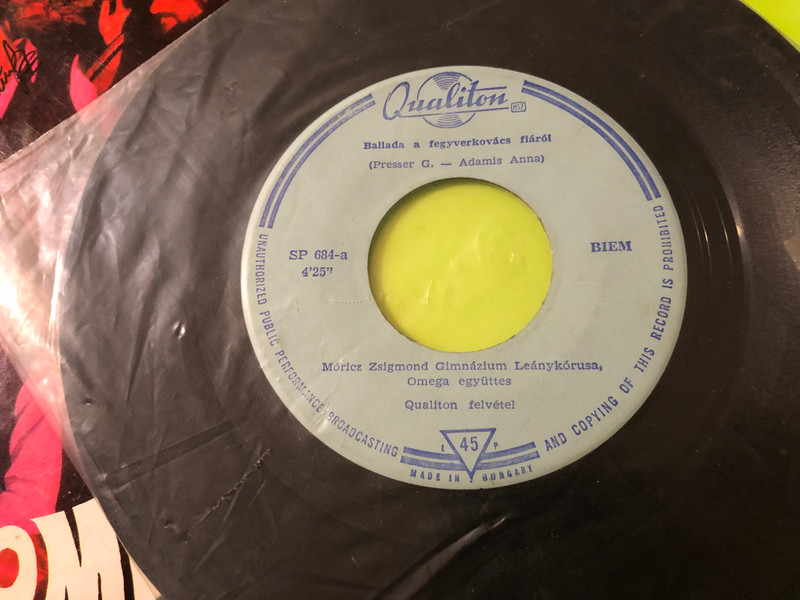 Qualiton
Ballada a fegyverkovács fiáról
(Presser G. — Adamis Anna)
SP 684-a
4'25"
BIEM
Móricz Zsigmond Gimnázium Leánykórusa,
Omega együttes
Qualiton felvétel
45
L P
MADE IN HUNGARY
UNAUTHORIZED PUBLIC PERFORMANCE·BROADCASTING AND COPYING OF THIS RECORD IS PROHIBITED
OM